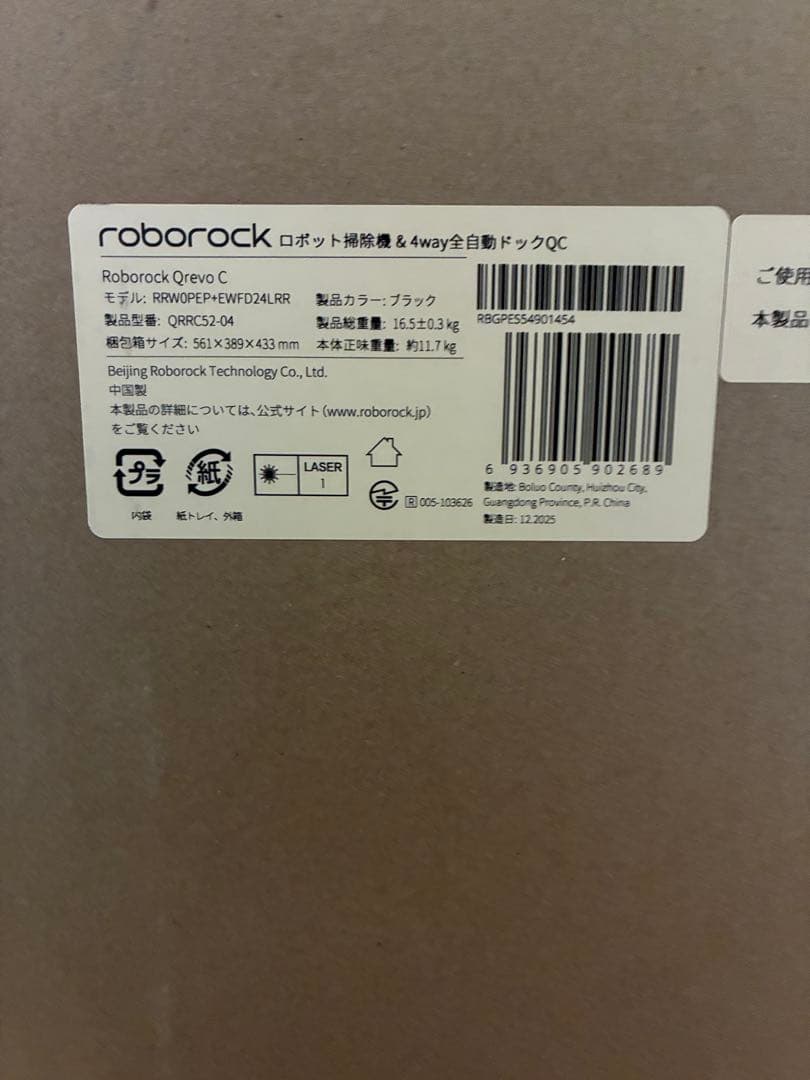 roborock ロボット掃除機 & 4way全自動ドックQC
Roborock Qrevo C
モデル: RRW0PEP+EWFD24LRR 製品カラー: ブラック
製品型番: QRRC52-04 製品総重量: 16.5±0.3 kg
梱包箱サイズ: 561×389×433 mm 本体正味重量: 約11.7 kg
Beijing Roborock Technology Co., Ltd.
中国製
本製品の詳細については、公式サイト(www.roborock.jp)
をご覧ください
プラ
内袋
紙
紙トレイ、外箱
LASER
1
R 005-103626
RBGPES54901454
6 936905 902689
製造地: Boluo County, Huizhou City,
Guangdong Province, P.R. China
製造日: 12.2025
ご使用
本製品